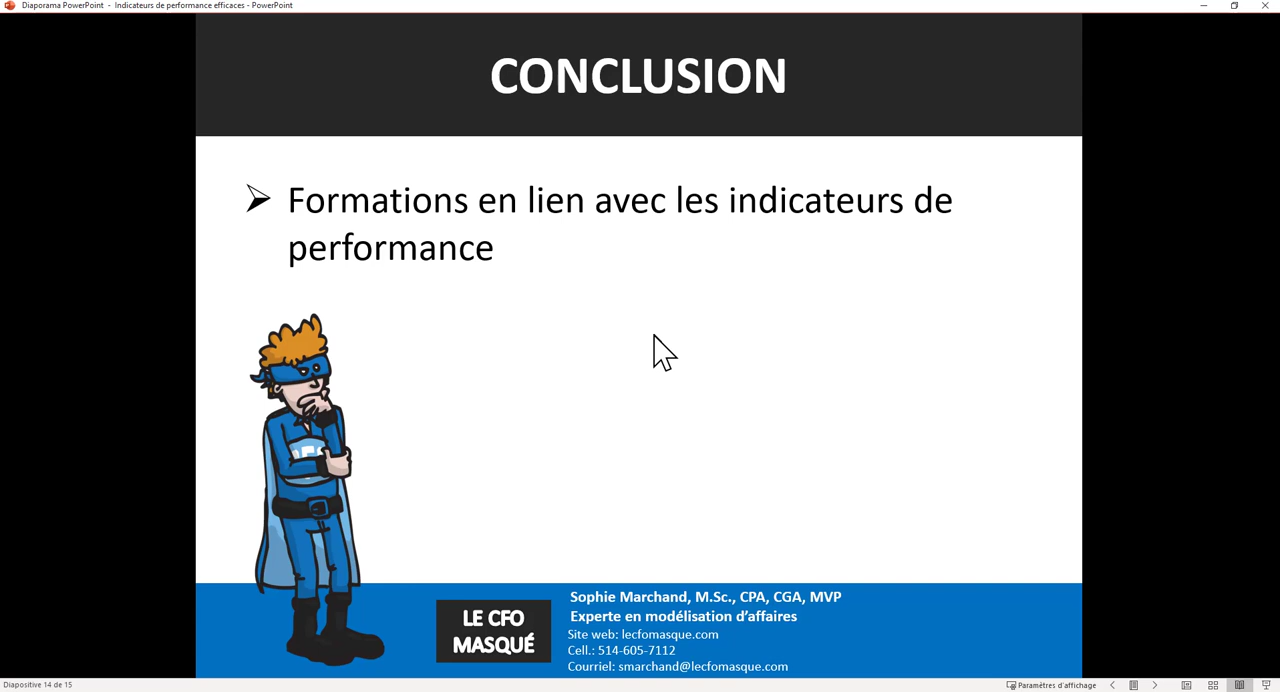 Diaporama PowerPoint - Indicateurs de performance efficaces - PowerPoint
CONCLUSION
Formations en lien avec les indicateurs de
performance
LE CFO
MASQUÉ
Sophie Marchand, M.Sc., CPA, CGA, MVP
Experte en modélisation d'affaires
Site web: lecfomasque.com
Cell.: 514-605-7112
Courriel: smarchand@lecfomasque.com
Diapositive 14 de 15
Paramètres d'affichage